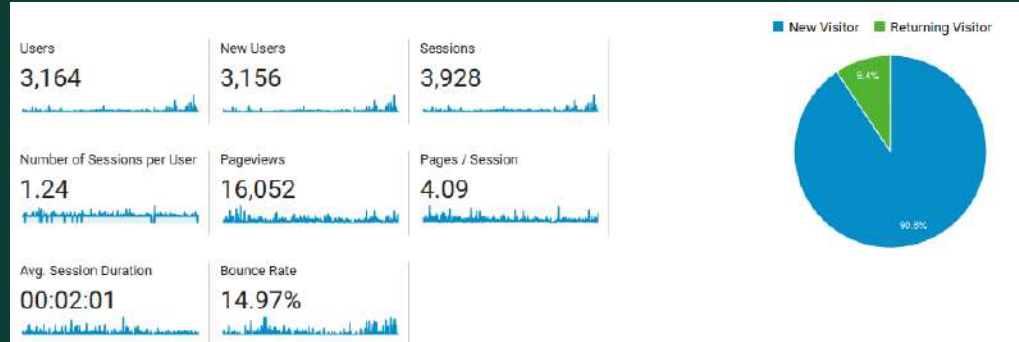 New Visitor Returning Visitor
Users New Users Sessions
3,164 3,156 3,928
9.4%
Number of Sessions per User Pageviews Pages / Session
1.24 16,052 4.09
90.6%
Avg. Session Duration Bounce Rate
00:02:01 14.97%